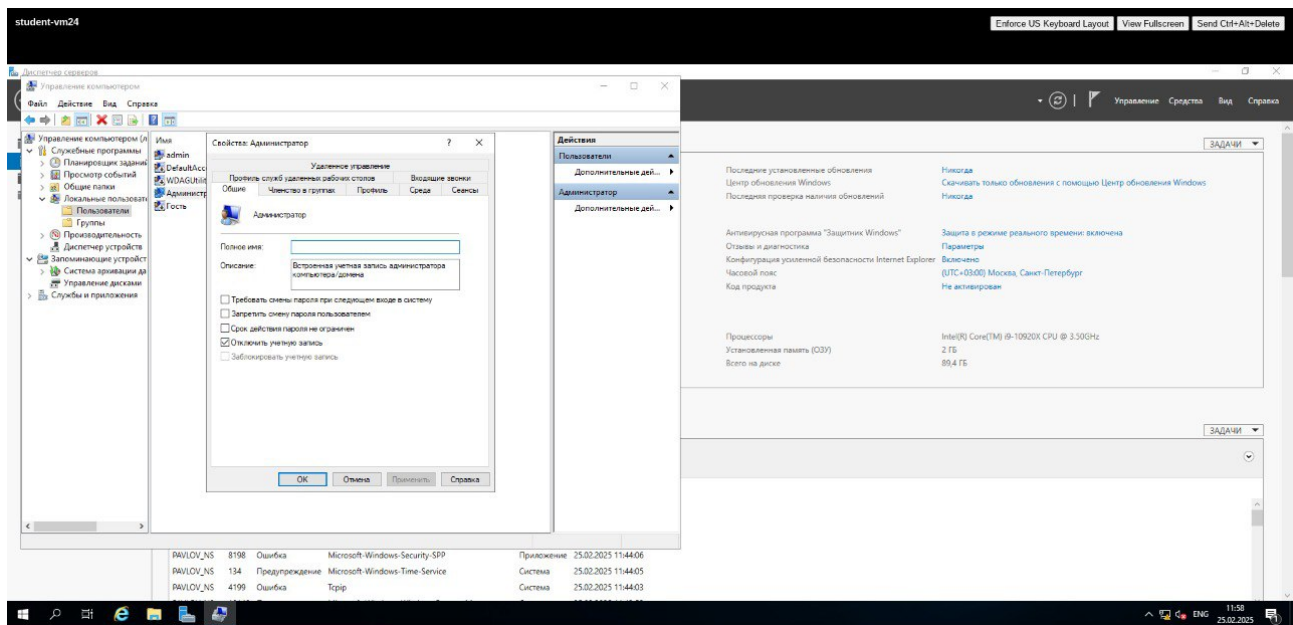 student-vm24
Enforce US Keyboard Layout View Fullscreen Send Ctrl+Alt+Delete
Диспетчер серверов
Управление компьютером
Файл Действие Вид Справка
Управление Средства Вид Справка
Управление компьютером (л
Служебные программы
Планировщик заданий
Просмотр событий
Общие папки
Локальные пользовате
Пользователи
Группы
Производительность
Диспетчер устройств
Запоминающие устройст
Система архивации да
Управление дисками
Службы и приложения
Имя
admin
DefaultAcc
WDAGUtilit
Администр
Гость
Свойства: Администратор
Удаленное управление
Профиль служб удаленных рабочих столов Входящие звонки
Общие Членство в группах Профиль Среда Сеансы
Администратор
Полное имя:
Описание: Встроенная учетная запись администратора
компьютера/домена
Требовать смены пароля при следующем входе в систему
Запретить смену пароля пользователем
Срок действия пароля не ограничен
Отключить учетную запись
Заблокировать учетную запись
OK Отмена Применить Справка
Действия
Пользователи
Дополнительные дей...
Администратор
Дополнительные дей...
ЗАДАЧИ
Последние установленные обновления Никогда
Центр обновления Windows Скачивать только обновления с помощью Центр обновления Windows
Последняя проверка наличия обновлений Никогда
Антивирусная программа "Защитник Windows" Защита в режиме реального времени: включена
Отзывы и диагностика Параметры
Конфигурация усиленной безопасности Internet Explorer Включено
Часовой пояс (UTC+03:00) Москва, Санкт-Петербург
Код продукта Не активирован
Процессоры Intel(R) Core(TM) i9-10920X CPU @ 3.50GHz
Установленная память (ОЗУ) 2 ГБ
Всего на диске 89,4 ГБ
ЗАДАЧИ
PAVLOV_NS 8198 Ошибка Microsoft-Windows-Security-SPP Приложение 25.02.2025 11:44:06
PAVLOV_NS 134 Предупреждение Microsoft-Windows-Time-Service Система 25.02.2025 11:44:05
PAVLOV_NS 4199 Ошибка Tcpip Система 25.02.2025 11:44:03
ENG 11:58
25.02.2025